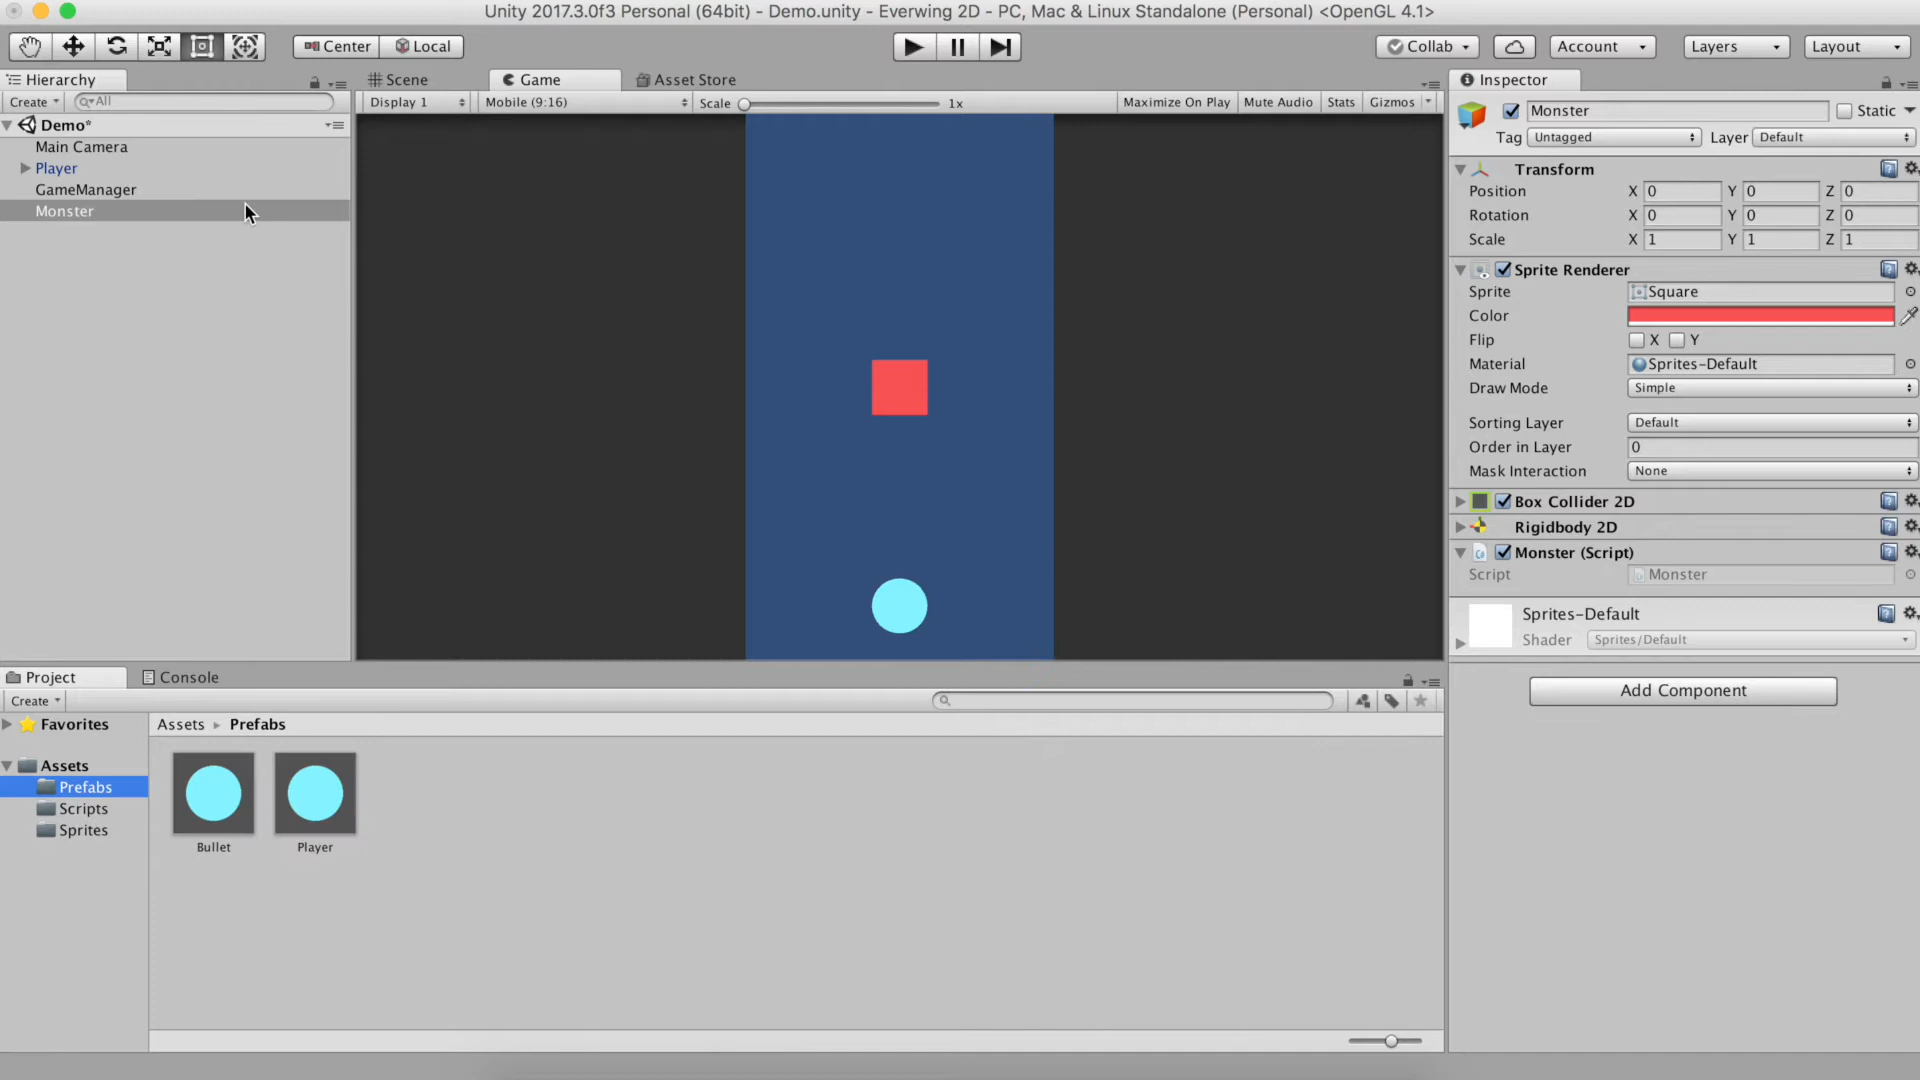 Unity 2017.3.0f3 Personal (64bit) - Demo.unity - Everwing 2D - PC, Mac & Linux Standalone (Personal) <OpenGL 4.1>
Center Local Collab Account Layers Layout
Hierarchy
Create All
Demo*
Main Camera
Player
GameManager
Monster
Scene Game Asset Store
Display 1 Mobile (9:16) Scale 1x Maximize On Play Mute Audio Stats Gizmos
Inspector
Monster Static
Tag Untagged Layer Default
Transform
Position X 0 Y 0 Z 0
Rotation X 0 Y 0 Z 0
Scale X 1 Y 1 Z 1
Sprite Renderer
Sprite Square
Color
Flip X Y
Material Sprites-Default
Draw Mode Simple
Sorting Layer Default
Order in Layer 0
Mask Interaction None
Box Collider 2D
Rigidbody 2D
Monster (Script)
Script Monster
Sprites-Default
Shader Sprites/Default
Add Component
Project Console
Create
Favorites
Assets
Prefabs
Scripts
Sprites
Assets Prefabs
Bullet Player